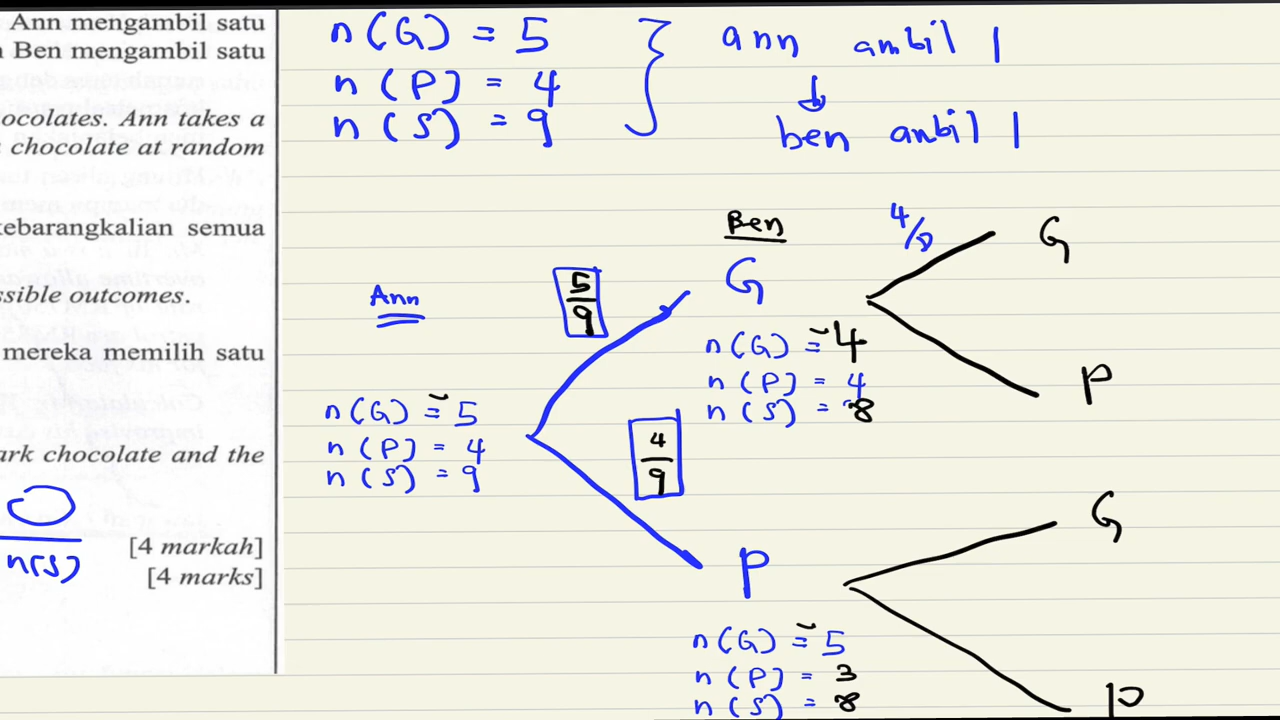 Ann mengambil satu
Ben mengambil satu
ocolates. Ann takes a
chocolate at random
kebarangkalian semua
ssible outcomes.
mereka memilih satu
ark chocolate and the
n(S)
[4 markah]
[4 marks]
n(G) = 5
n(P) = 4
n(S) = 9
ann ambil 1
ben ambil 1
Ann
n(G) = 5
n(P) = 4
n(S) = 9
5/9
4/9
Ben
G
n(G) = 4
n(P) = 4
n(S) = 8
G
P
P
n(G) = 5
n(P) = 3
n(S) = 8
G